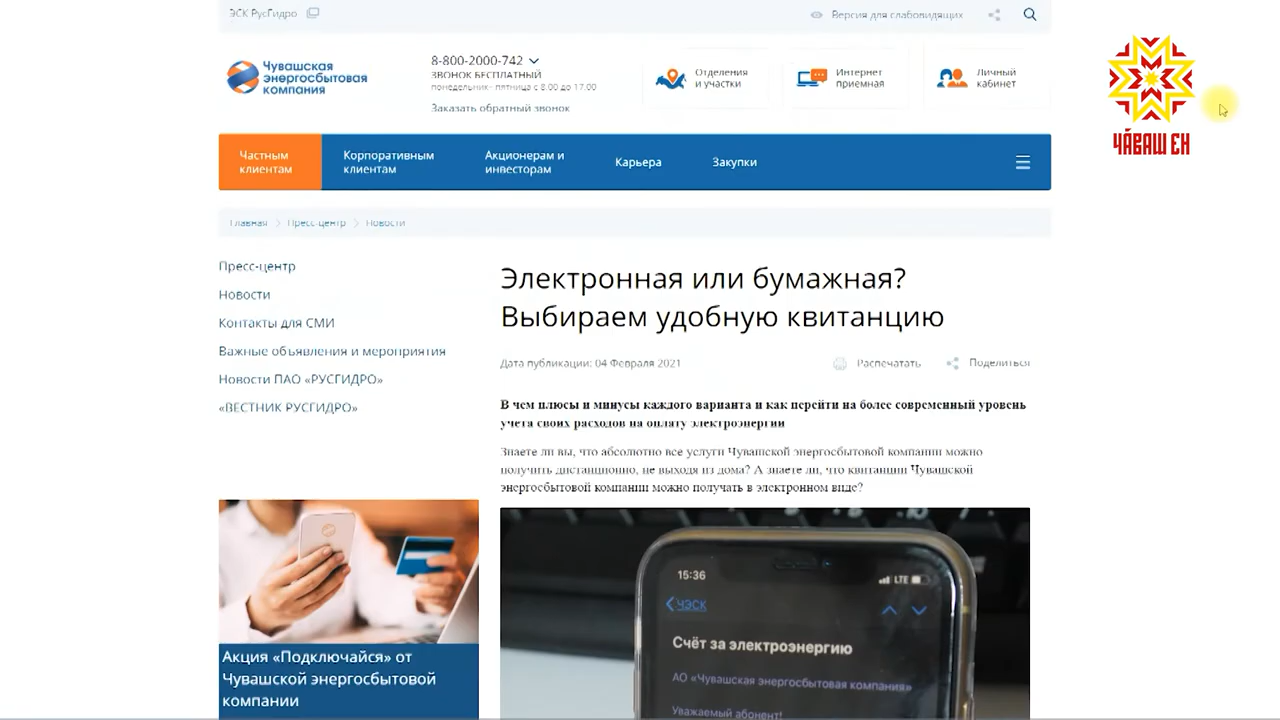 ЭСК РусГидро
Версия для слабовидящих
Чувашская
энергосбытовая
компания
8-800-2000-742
ЗВОНОК БЕСПЛАТНЫЙ
понедельник - пятница с 8.00 до 17.00
Заказать обратный звонок
Отделения
и участки
Интернет
приемная
Личный
кабинет
ЧӐВАШ ЕН
Частным
клиентам
Корпоративным
клиентам
Акционерам и
инвесторам
Карьера
Закупки
Главная
Пресс-центр
Новости
Пресс-центр
Новости
Контакты для СМИ
Важные объявления и мероприятия
Новости ПАО «РУСГИДРО»
«ВЕСТНИК РУСГИДРО»
Акция «Подключайся» от
Чувашской энергосбытовой
компании
Электронная или бумажная?
Выбираем удобную квитанцию
Дата публикации: 04 Февраля 2021
Распечатать
Поделиться
В чем плюсы и минусы каждого варианта и как перейти на более современный уровень
учета своих расходов на оплату электроэнергии
Знаете ли вы, что абсолютно все услуги Чувашской энергосбытовой компании можно
получить дистанционно, не выходя из дома? А знаете ли, что квитанции Чувашской
энергосбытовой компании можно получать в электронном виде?
15:36
LTE
ЧЭСК
Счёт за электроэнергию
АО «Чувашская энергосбытовая компания»
Уважаемый абонент!